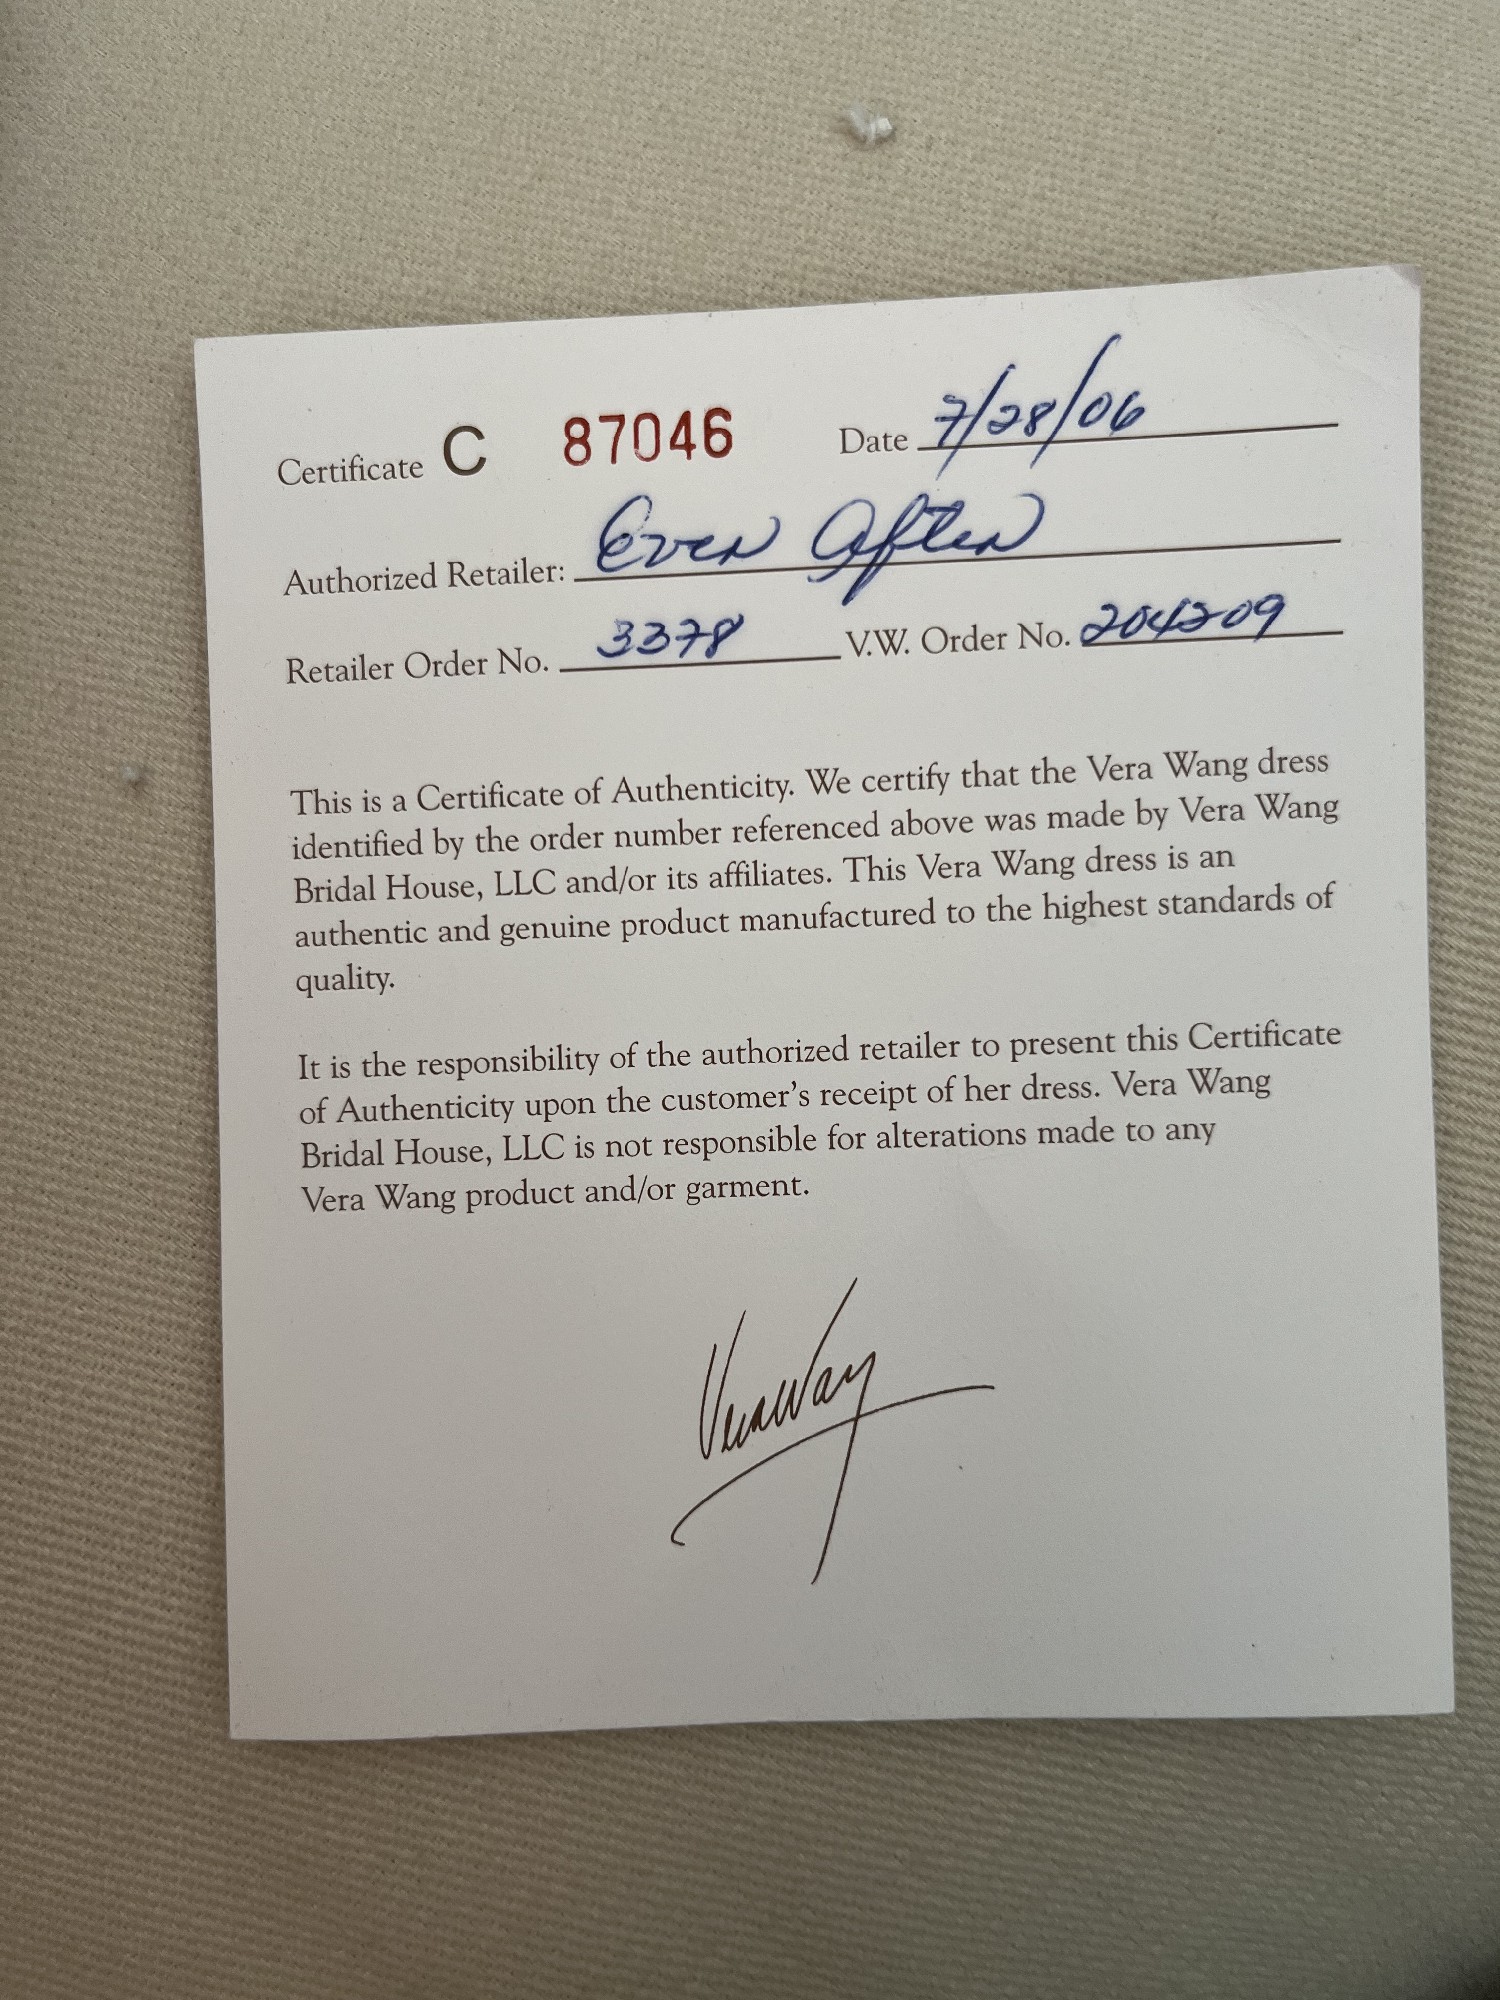 Certificate C 87046 Date 7/28/06
Authorized Retailer: Ever After
Retailer Order No. 3378 V.W. Order No. 204209
This is a Certificate of Authenticity. We certify that the Vera Wang dress
identified by the order number referenced above was made by Vera Wang
Bridal House, LLC and/or its affiliates. This Vera Wang dress is an
authentic and genuine product manufactured to the highest standards of
quality.
It is the responsibility of the authorized retailer to present this Certificate
of Authenticity upon the customer's receipt of her dress. Vera Wang
Bridal House, LLC is not responsible for alterations made to any
Vera Wang product and/or garment.
Vera Wang